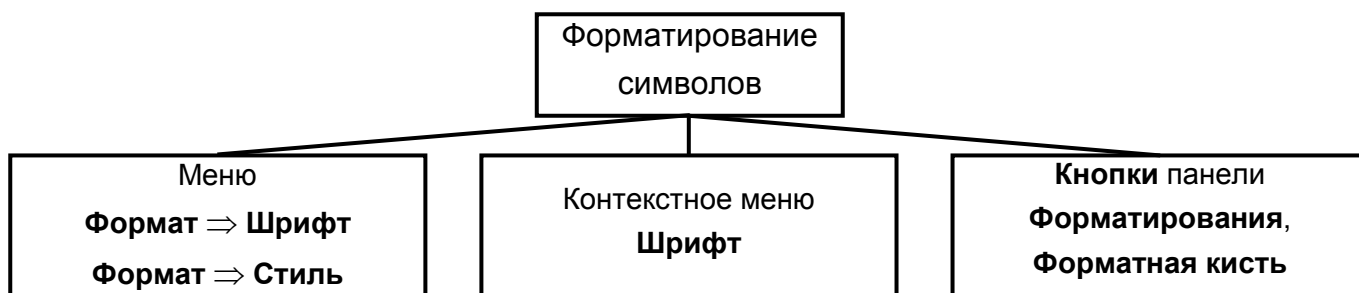 Форматирование
символов
Меню
Формат ⇒ Шрифт
Формат ⇒ Стиль
Контекстное меню
Шрифт
Кнопки панели
Форматирования,
Форматная кисть